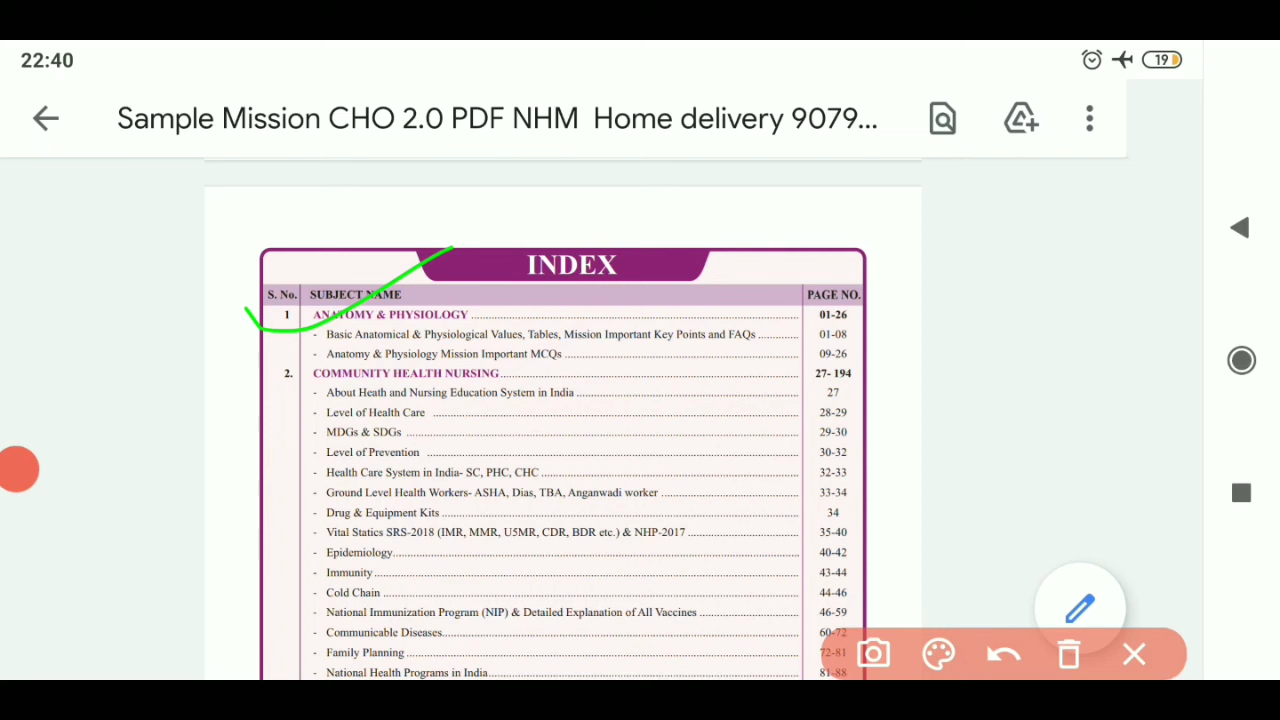 22:40
19
Sample Mission CHO 2.0 PDF NHM Home delivery 9079...
INDEX
S. No. SUBJECT NAME PAGE NO.
1 ANATOMY & PHYSIOLOGY 01-26
- Basic Anatomical & Physiological Values, Tables, Mission Important Key Points and FAQs 01-08
- Anatomy & Physiology Mission Important MCQs 09-26
2. COMMUNITY HEALTH NURSING 27- 194
- About Heath and Nursing Education System in India 27
- Level of Health Care 28-29
- MDGs & SDGs 29-30
- Level of Prevention 30-32
- Health Care System in India- SC, PHC, CHC 32-33
- Ground Level Health Workers- ASHA, Dias, TBA, Anganwadi worker 33-34
- Drug & Equipment Kits 34
- Vital Statics SRS-2018 (IMR, MMR, U5MR, CDR, BDR etc.) & NHP-2017 35-40
- Epidemiology 40-42
- Immunity 43-44
- Cold Chain 44-46
- National Immunization Program (NIP) & Detailed Explanation of All Vaccines 46-59
- Communicable Diseases 60-72
- Family Planning 72-81
- National Health Programs in India 81-88